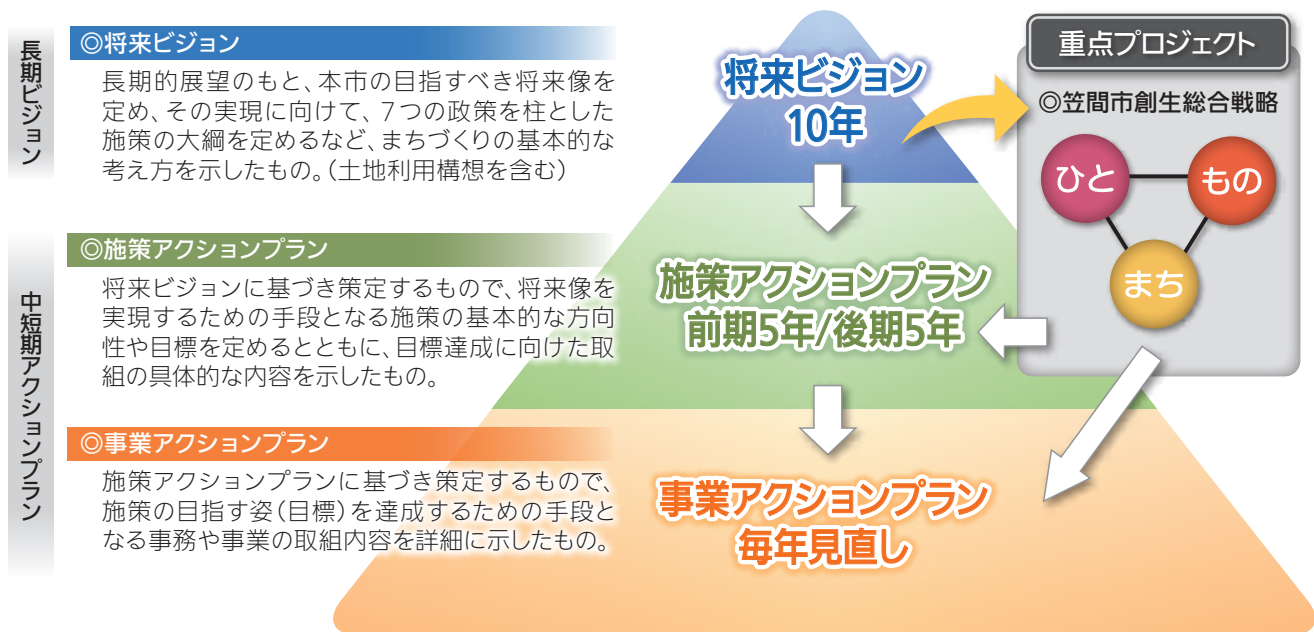 長期ビジョン
◎将来ビジョン
長期的展望のもと、本市の目指すべき将来像を
定め、その実現に向けて、7つの政策を柱とした
施策の大綱を定めるなど、まちづくりの基本的な
考え方を示したもの。(土地利用構想を含む)
中短期アクションプラン
◎施策アクションプラン
将来ビジョンに基づき策定するもので、将来像を
実現するための手段となる施策の基本的な方向
性や目標を定めるとともに、目標達成に向けた取
組の具体的な内容を示したもの。
◎事業アクションプラン
施策アクションプランに基づき策定するもので、
施策の目指す姿(目標)を達成するための手段と
なる事務や事業の取組内容を詳細に示したもの。
将来ビジョン
10年
施策アクションプラン
前期5年/後期5年
事業アクションプラン
毎年見直し
重点プロジェクト
◎笠間市創生総合戦略
ひと
もの
まち